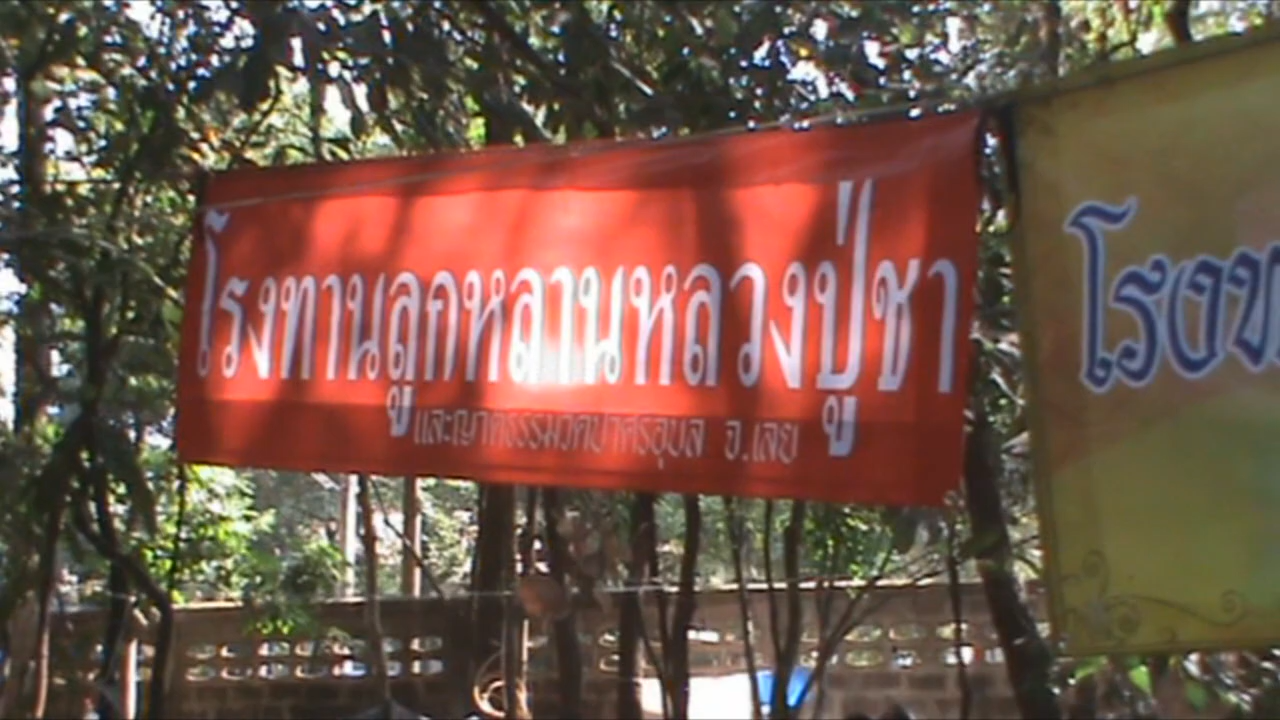 โรงทานลูกหลานหลวงปู่ชา
และญาติธรรมวัดป่าศรีอุบล จ.เลย
โรงท